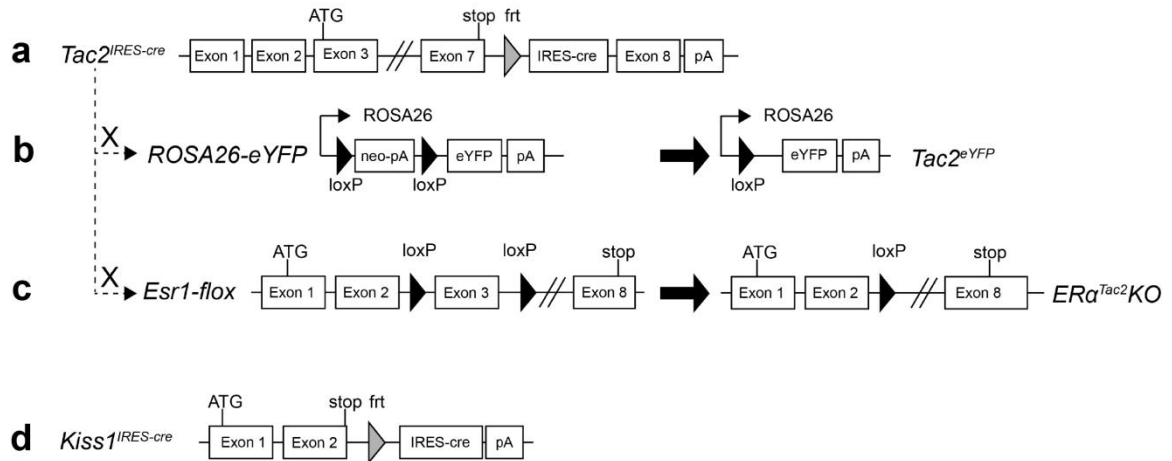 ATG stop frt
a Tac2IRES-cre Exon 1 Exon 2 Exon 3 Exon 7 IRES-cre Exon 8 pA
X ROSA26 ROSA26
b ROSA26-eYFP neo-pA eYFP pA eYFP pA Tac2eYFP
loxP loxP loxP
X ATG loxP loxP stop ATG loxP stop
c Esr1-flox Exon 1 Exon 2 Exon 3 Exon 8 Exon 1 Exon 2 Exon 8 ERαTac2KO
ATG stop frt
d Kiss1IRES-cre Exon 1 Exon 2 IRES-cre pA